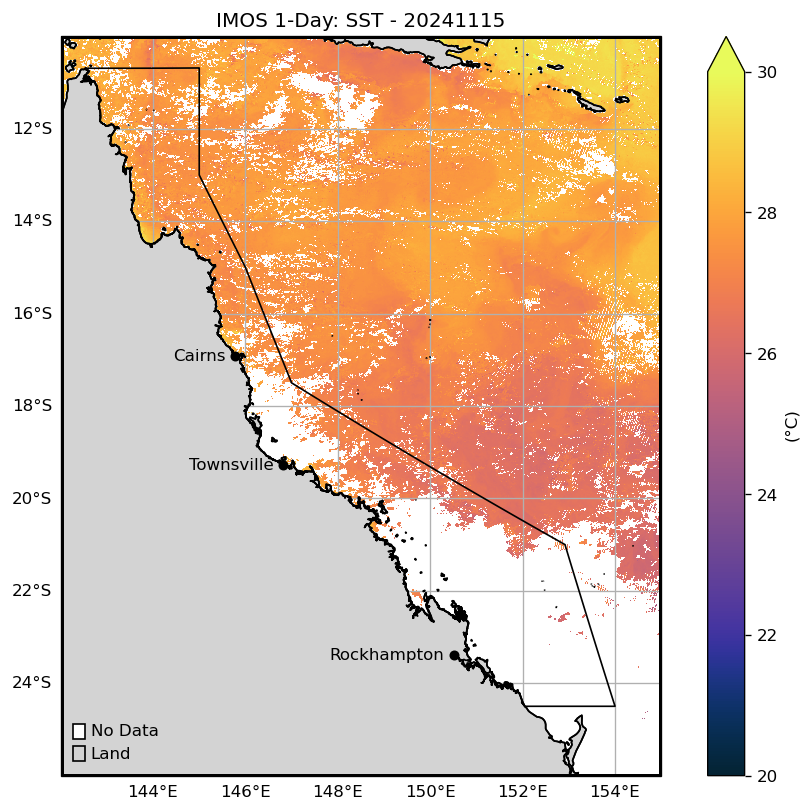 IMOS 1-Day: SST - 20241115
12°S
14°S
16°S
18°S
20°S
22°S
24°S
Cairns
Townsville
Rockhampton
No Data
Land
144°E 146°E 148°E 150°E 152°E 154°E
30
28
26
24
22
20
(°C)